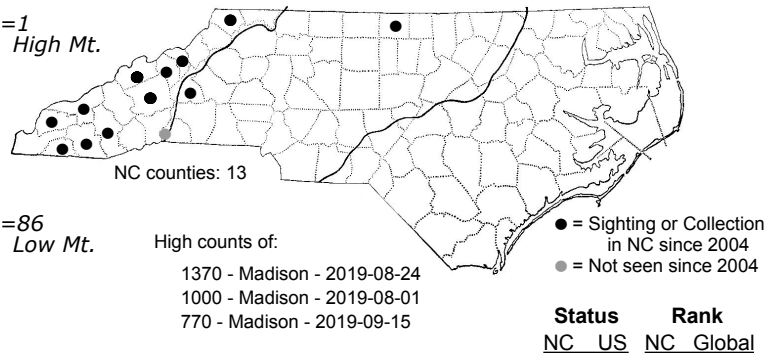 =1
High Mt.
NC counties: 13
=86
Low Mt.
High counts of:
1370 - Madison - 2019-08-24
1000 - Madison - 2019-08-01
770 - Madison - 2019-09-15
= Sighting or Collection
in NC since 2004
= Not seen since 2004
Status Rank
NC US NC Global